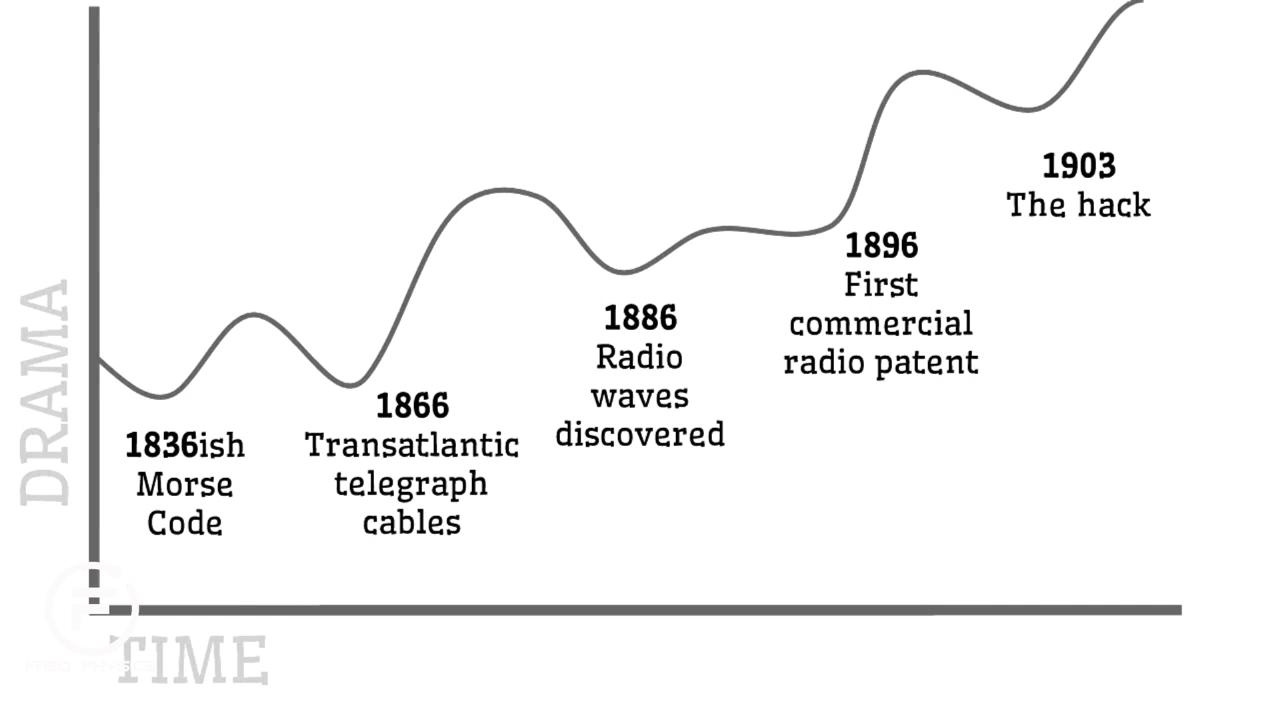 DRAMA
1836ish
Morse
Code
1866
Transatlantic
telegraph
cables
1886
Radio
waves
discovered
1896
First
commercial
radio patent
1903
The hack
TIME